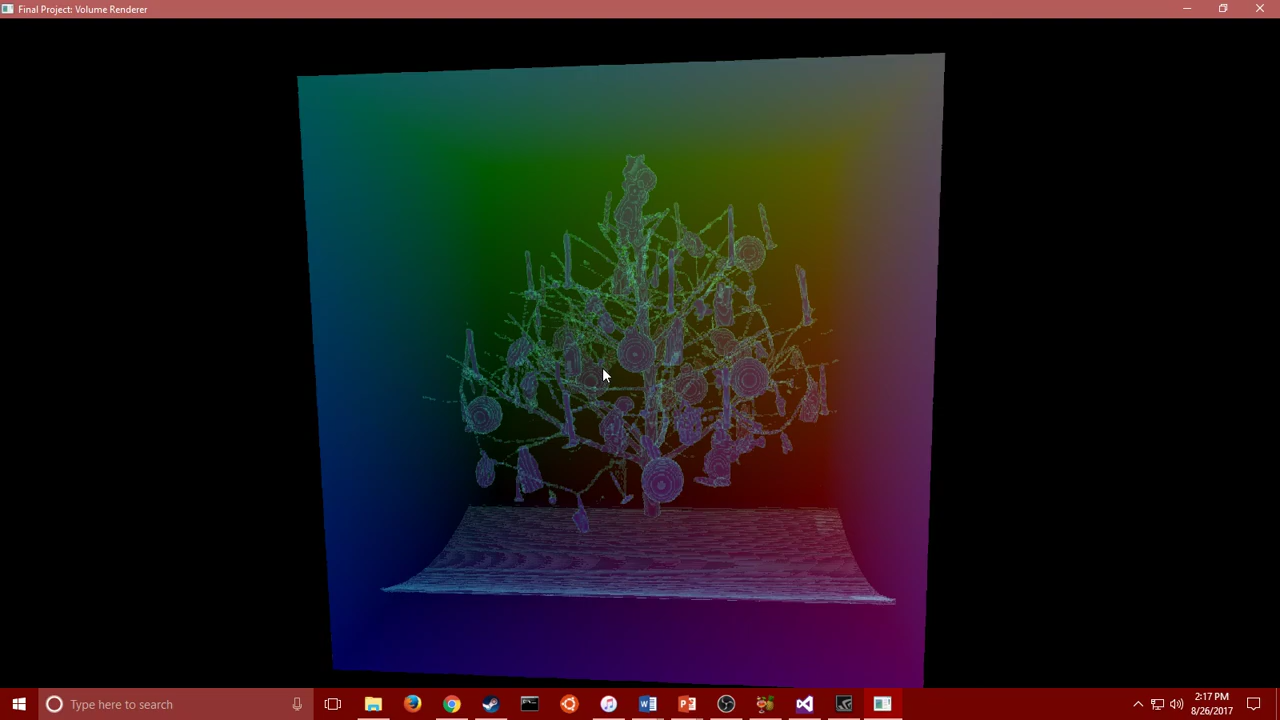 Final Project: Volume Renderer
Type here to search
2:17 PM
8/26/2017